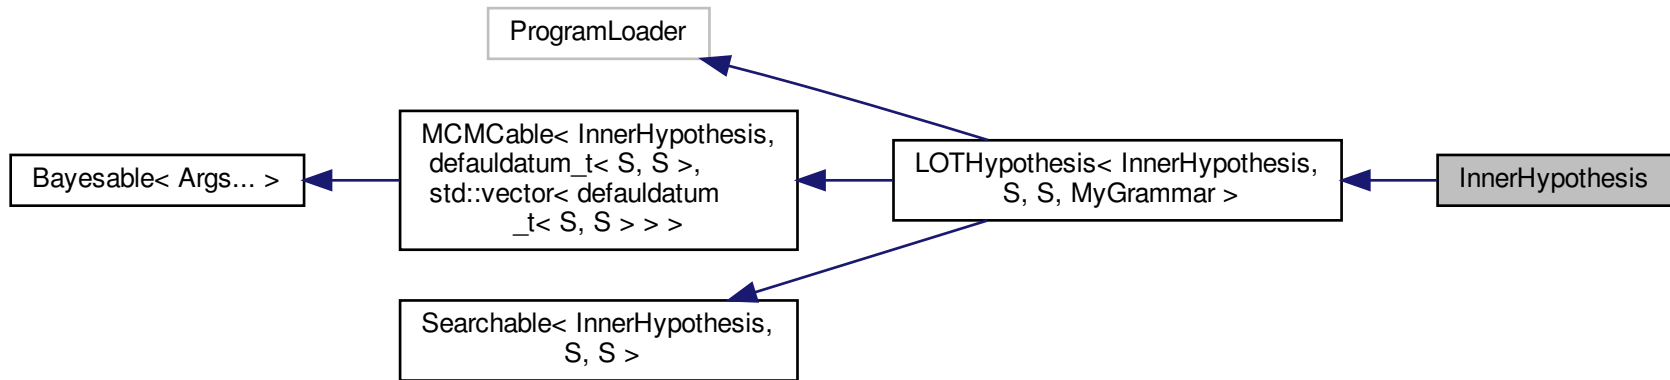 ProgramLoader
MCMCable< InnerHypothesis,
defauldatum_t< S, S >,
std::vector< defauldatum
_t< S, S > > >
Bayesable< Args... >
LOTHypothesis< InnerHypothesis,
S, S, MyGrammar >
InnerHypothesis
Searchable< InnerHypothesis,
S, S >